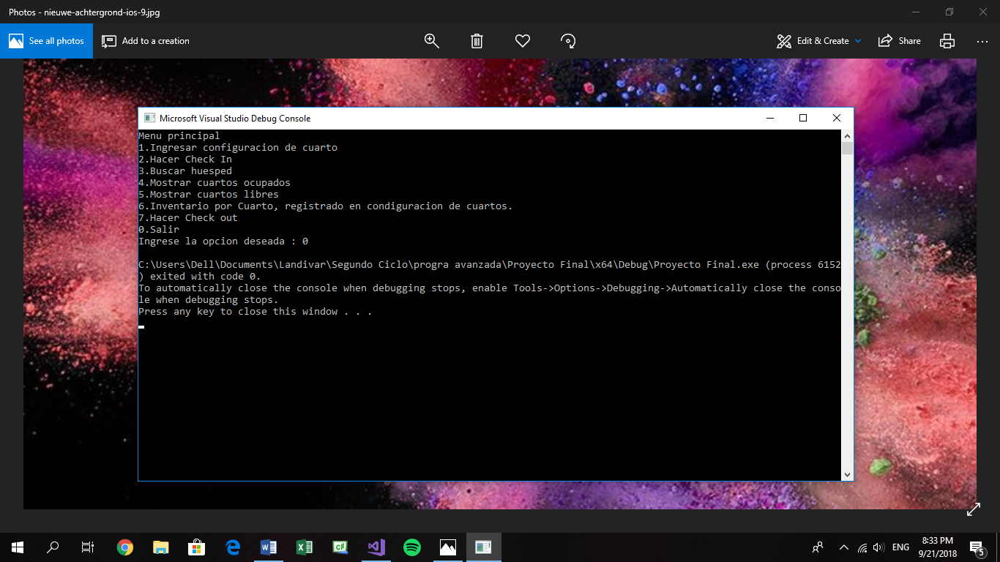 Photos - nieuwe-achtergrond-ios-9.jpg
See all photos
Add to a creation
Edit & Create
Share
Microsoft Visual Studio Debug Console
Menu principal
1.Ingresar configuracion de cuarto
2.Hacer Check In
3.Buscar huesped
4.Mostrar cuartos ocupados
5.Mostrar cuartos libres
6.Inventario por Cuarto, registrado en condiguracion de cuartos.
7.Hacer Check out
0.Salir
Ingrese la opcion deseada : 0
C:\Users\Dell\Documents\Landivar\Segundo Ciclo\progra avanzada\Proyecto Final\x64\Debug\Proyecto Final.exe (process 6152
) exited with code 0.
To automatically close the console when debugging stops, enable Tools->Options->Debugging->Automatically close the conso
le when debugging stops.
Press any key to close this window . . .
ENG
8:33 PM
9/21/2018
5